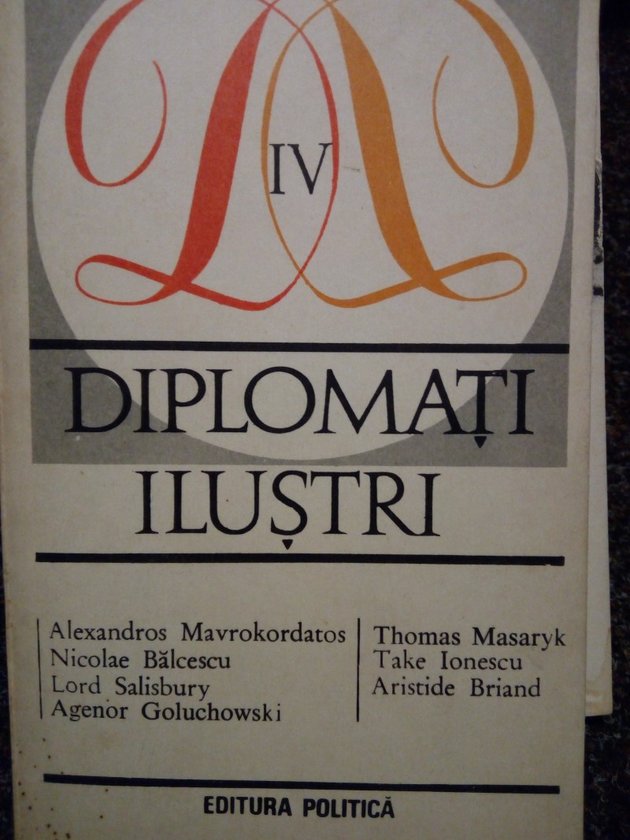 IV
DIPLOMAȚI
ILUȘTRI
Alexandros Mavrokordatos
Nicolae Bălcescu
Lord Salisbury
Agenor Goluchowski
Thomas Masaryk
Take Ionescu
Aristide Briand
EDITURA POLITICĂ